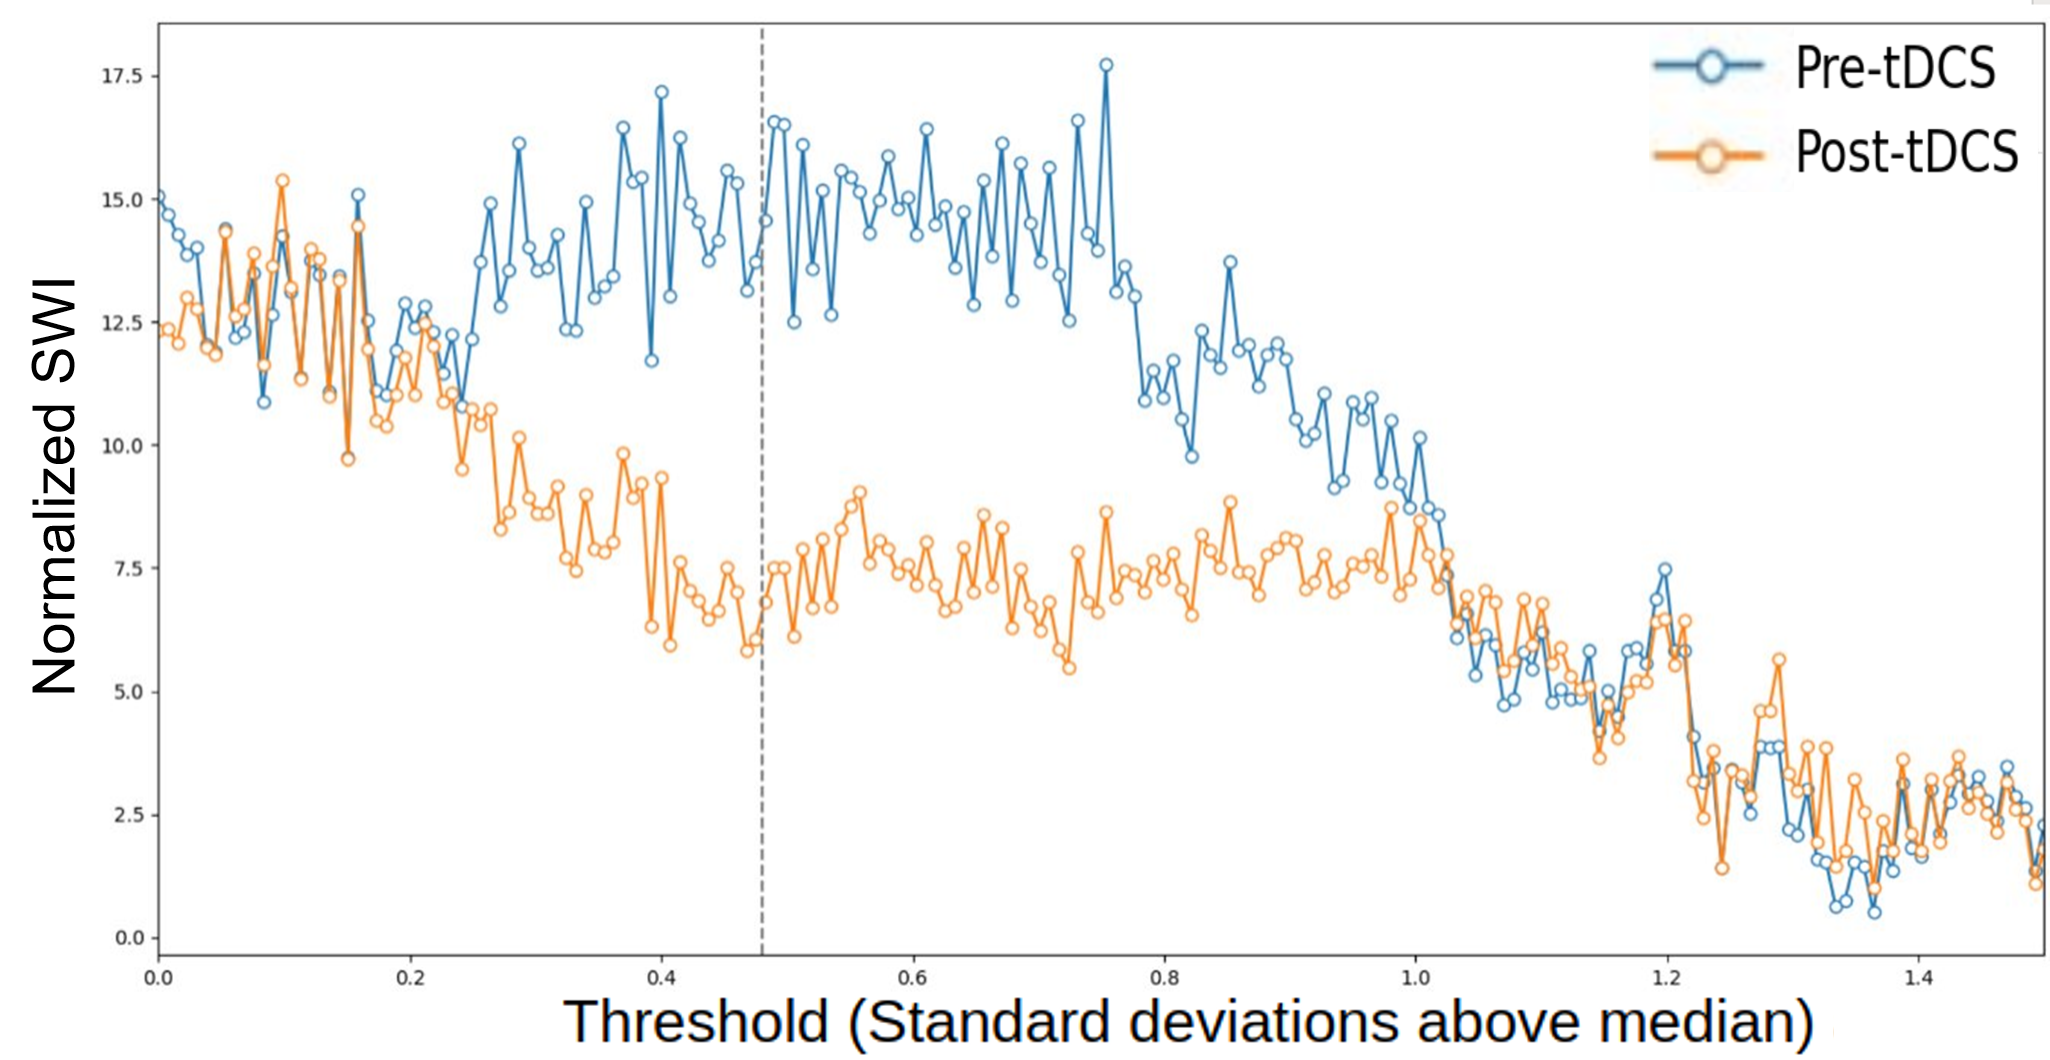 Pre-tDCS
Post-tDCS
Normalized SWI
17.5
15.0
12.5
10.0
7.5
5.0
2.5
0.0
0.0 0.2 0.4 0.6 0.8 1.0 1.2 1.4
Threshold (Standard deviations above median)